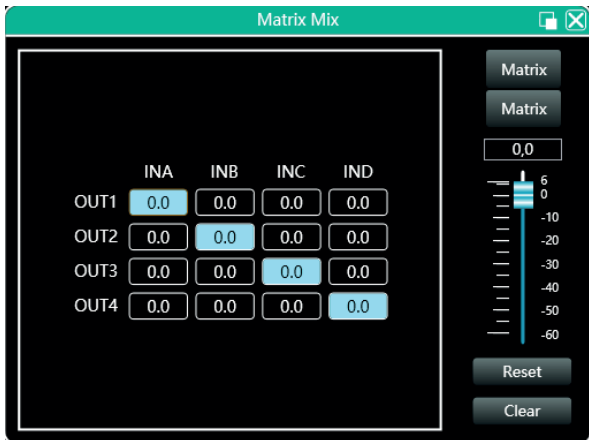 Matrix Mix
Matrix
Matrix
0,0
INA INB INC IND
OUT1 0.0 0.0 0.0 0.0
OUT2 0.0 0.0 0.0 0.0
OUT3 0.0 0.0 0.0 0.0
OUT4 0.0 0.0 0.0 0.0
6
0
-10
-20
-30
-40
-50
-60
Reset
Clear